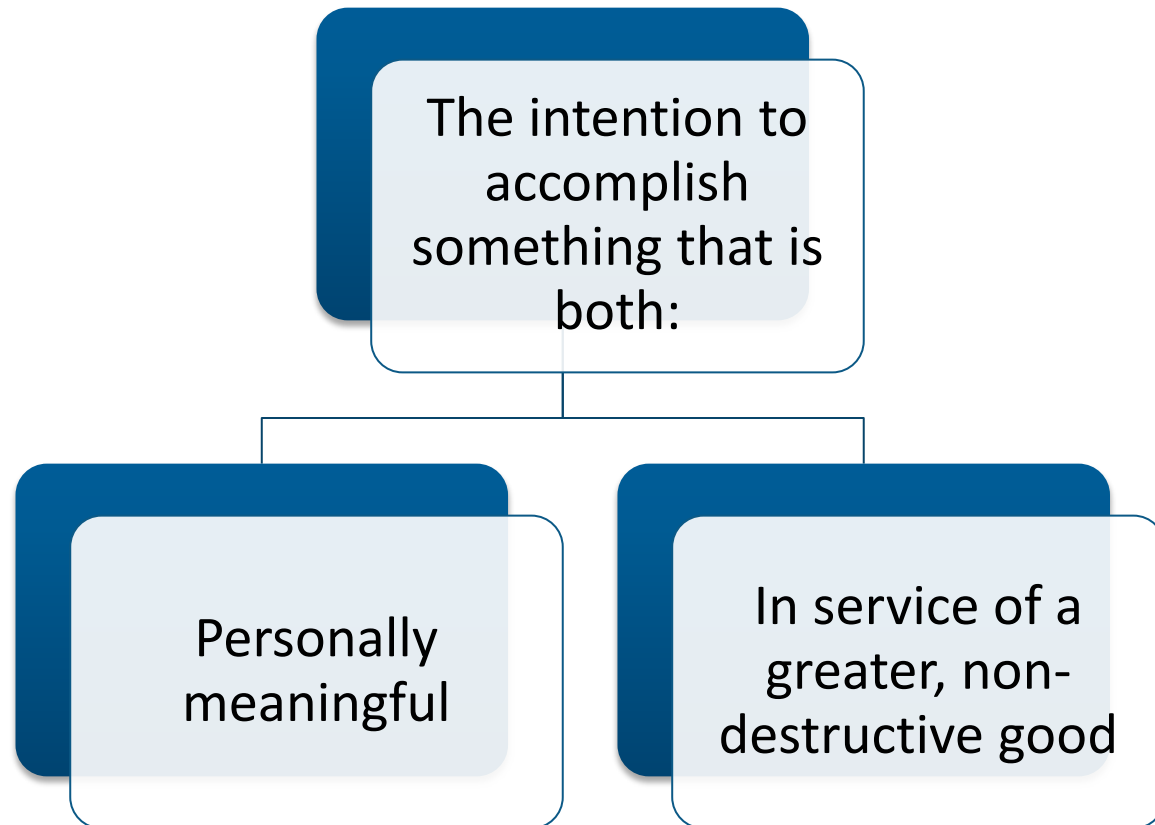 The intention to
accomplish
something that is
both:
Personally
meaningful
In service of a
greater, non-
destructive good